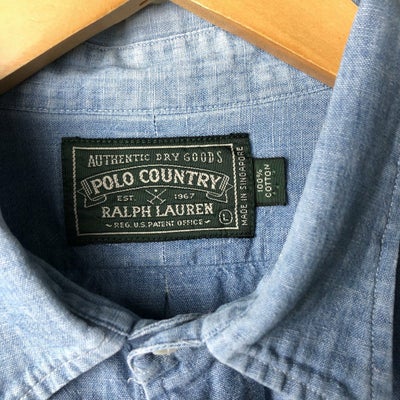 AUTHENTIC DRY GOODS
POLO COUNTRY
EST. 1967
RALPH LAUREN
L
~ REG. U.S. PATENT OFFICE ~
MADE IN SINGAPORE
100%
COTTON